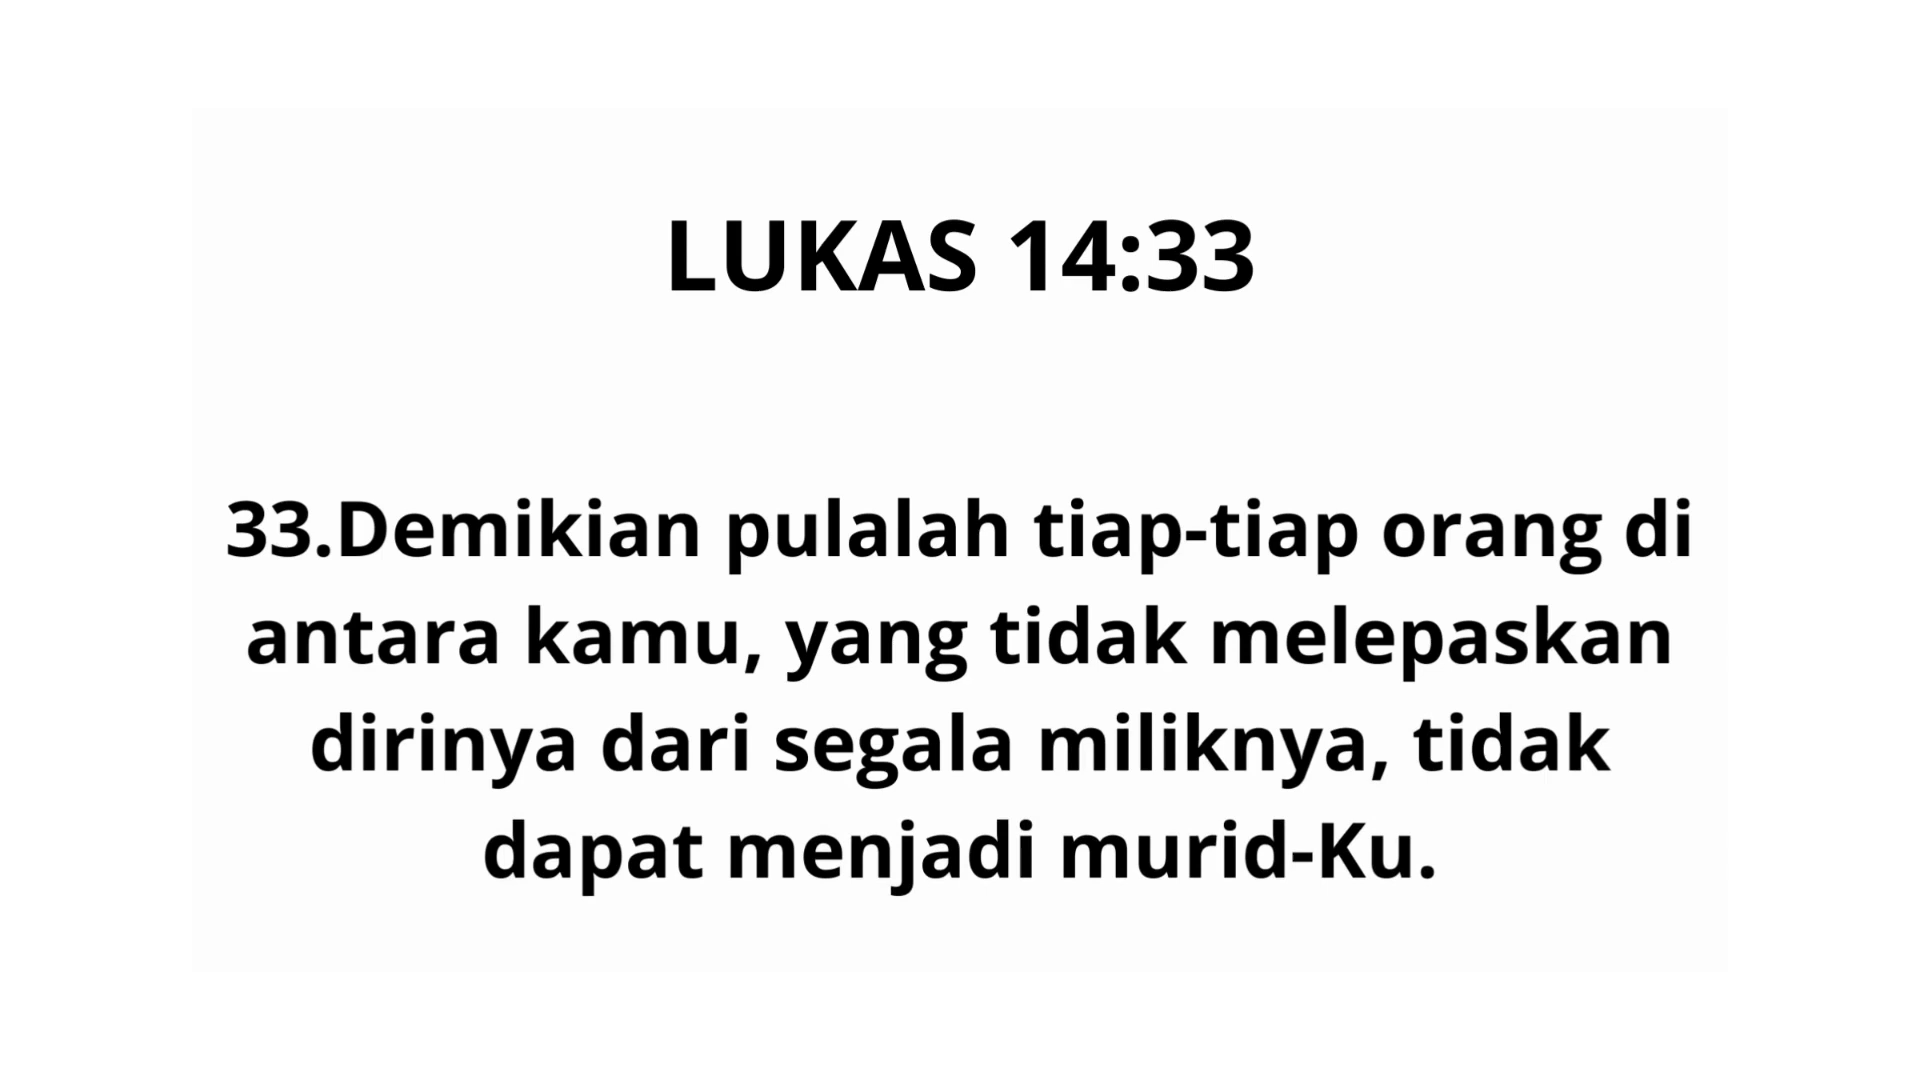 LUKAS 14:33
33.Demikian pulalah tiap-tiap orang di
antara kamu, yang tidak melepaskan
dirinya dari segala miliknya, tidak
dapat menjadi murid-Ku.